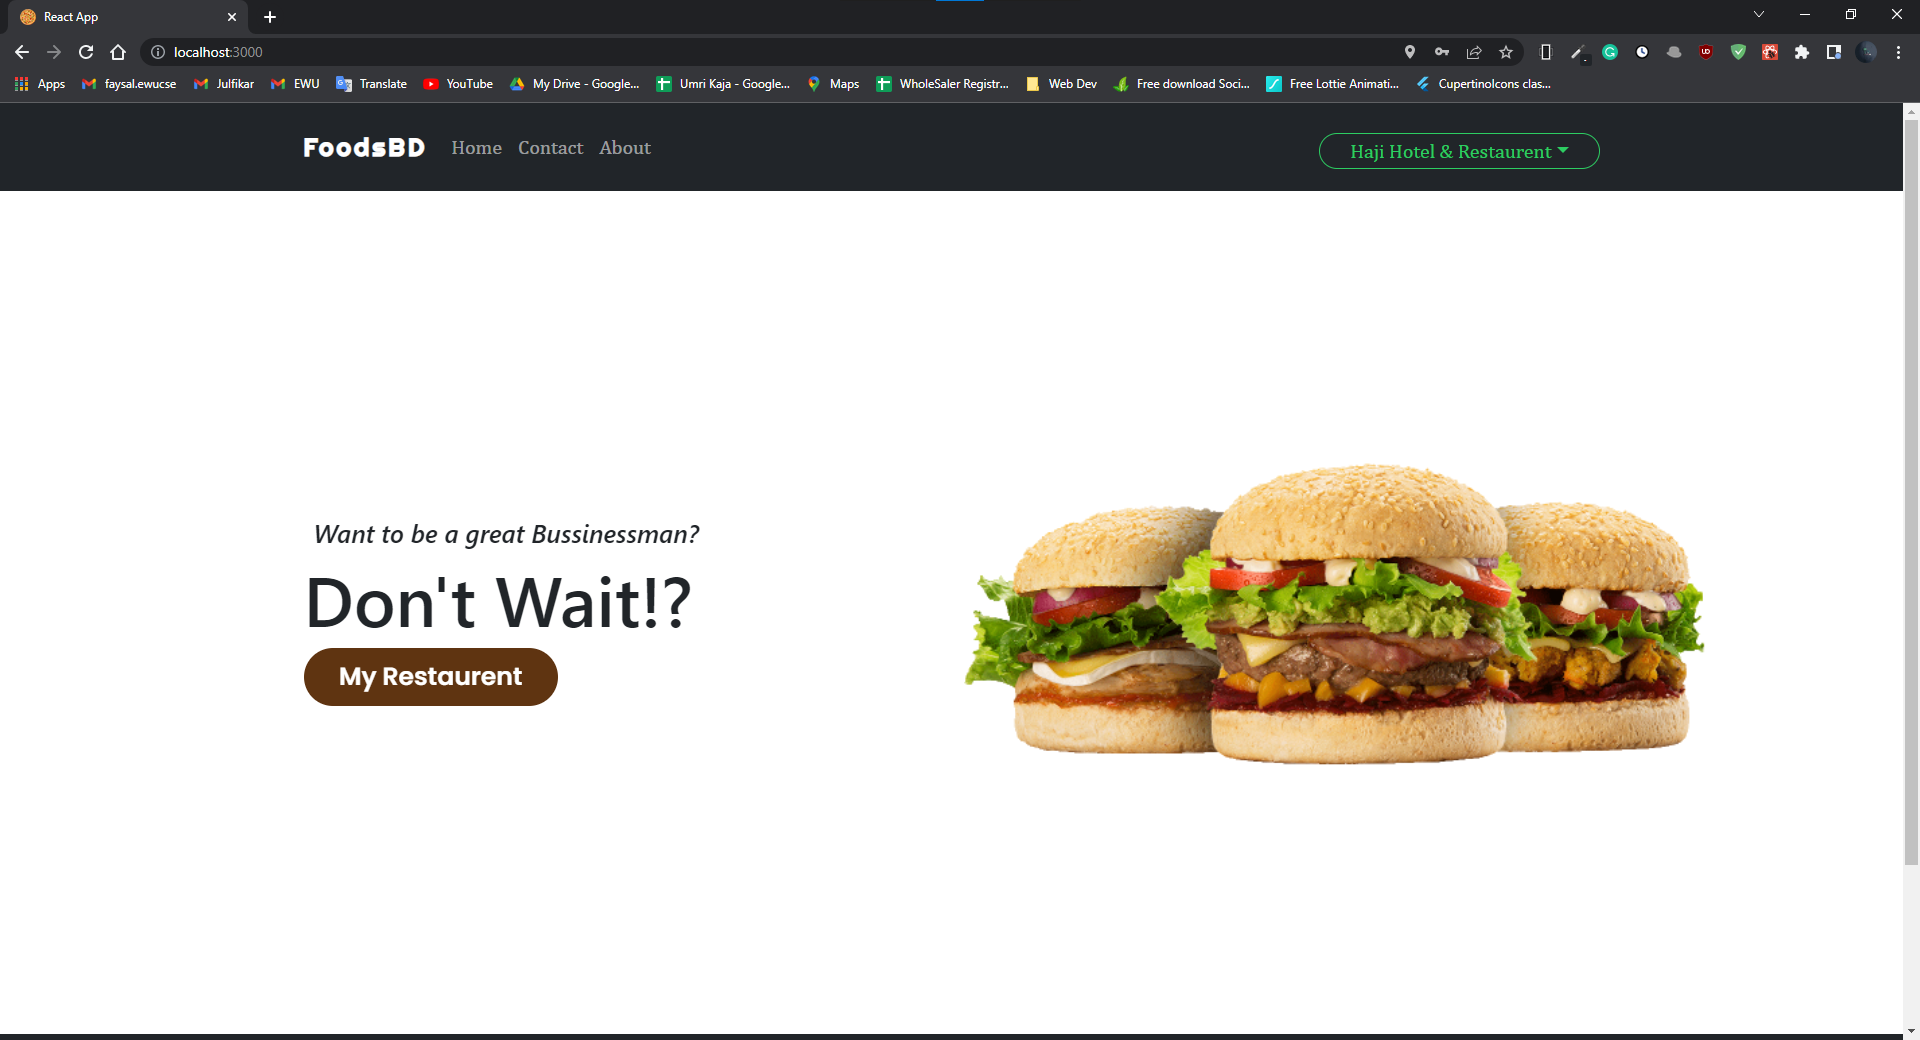 React App
localhost:3000
Apps faysal.ewucse Julfikar EWU Translate YouTube My Drive - Google... Umri Kaja - Google... Maps WholeSaler Registr... Web Dev Free download Soci... Free Lottie Animati... CupertinoIcons clas...
FoodsBD Home Contact About Haji Hotel & Restaurent
Want to be a great Bussinessman?
Don't Wait!?
My Restaurent